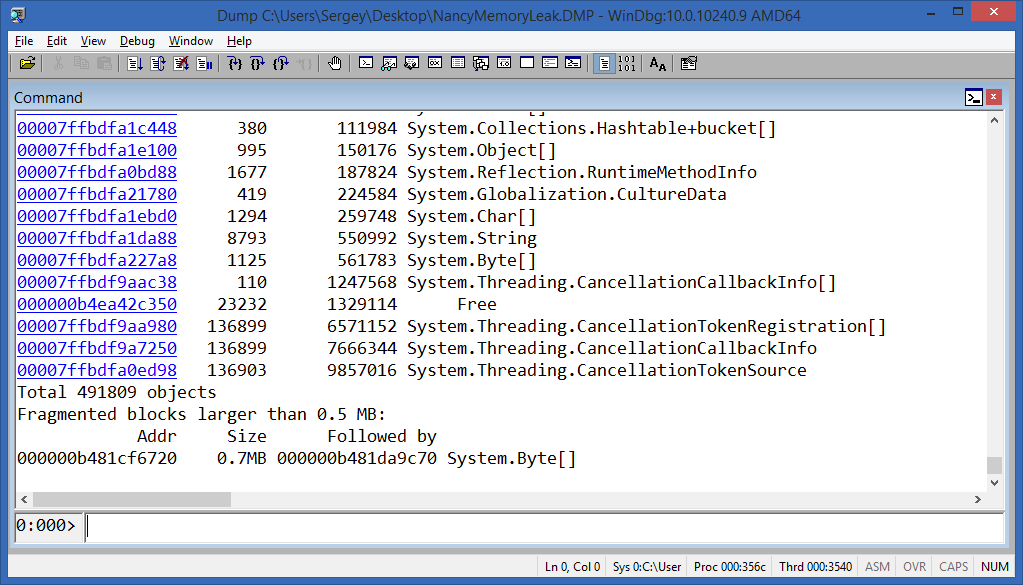 Dump C:\Users\Sergey\Desktop\NancyMemoryLeak.DMP - WinDbg:10.0.10240.9 AMD64
File Edit View Debug Window Help
Command
00007ffbdfa1c448 380 111984 System.Collections.Hashtable+bucket[]
00007ffbdfa1e100 995 150176 System.Object[]
00007ffbdfa0bd88 1677 187824 System.Reflection.RuntimeMethodInfo
00007ffbdfa21780 419 224584 System.Globalization.CultureData
00007ffbdfa1ebd0 1294 259748 System.Char[]
00007ffbdfa1da88 8793 550992 System.String
00007ffbdfa227a8 1125 561783 System.Byte[]
00007ffbdf9aac38 110 1247568 System.Threading.CancellationCallbackInfo[]
000000b4ea42c350 23232 1329114 Free
00007ffbdf9aa980 136899 6571152 System.Threading.CancellationTokenRegistration[]
00007ffbdf9a7250 136899 7666344 System.Threading.CancellationCallbackInfo
00007ffbdfa0ed98 136903 9857016 System.Threading.CancellationTokenSource
Total 491809 objects
Fragmented blocks larger than 0.5 MB:
Addr Size Followed by
000000b481cf6720 0.7MB 000000b481da9c70 System.Byte[]
0:000>
Ln 0, Col 0 Sys 0:C:\User Proc 000:356c Thrd 000:3540 ASM OVR CAPS NUM